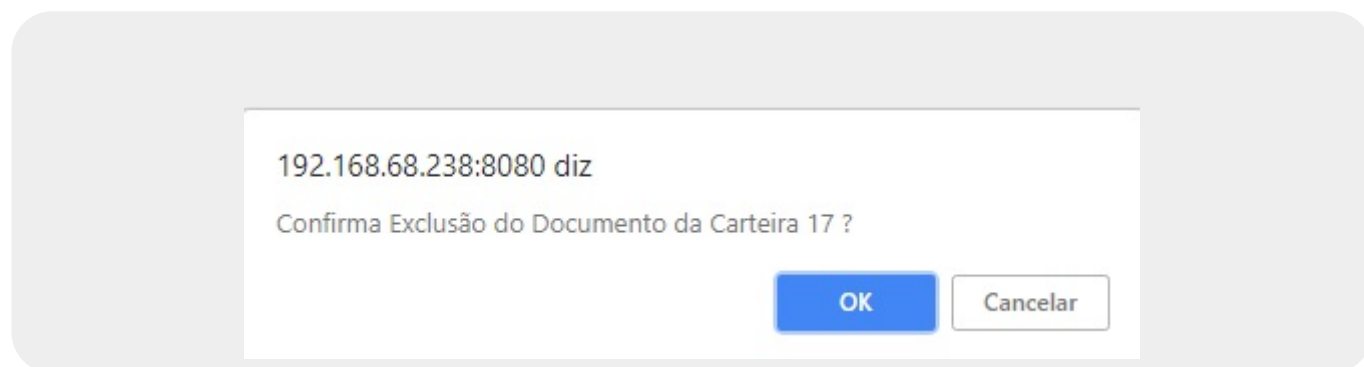 192.168.68.238:8080 diz
Confirma Exclusão do Documento da Carteira 17 ?
OK
Cancelar